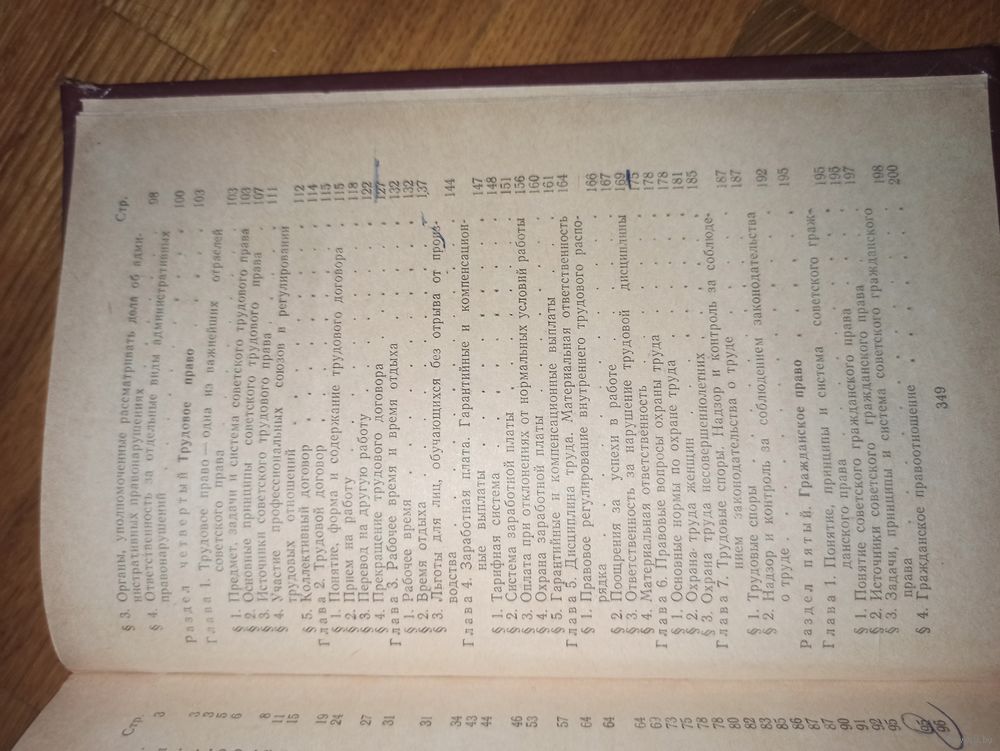 Стр.
3
3
3
5
6
8
11
15
19
24
27
31
31
34
43
44
46
53
57
64
64
64
69
73
75
78
78
80
82
83
85
86
87
87
90
91
92
95
95
96
Стр.
§ 3. Органы, уполномоченные рассматривать дела об адми-
нистративных правонарушениях . . . . 98
§ 4. Ответственность за отдельные виды административных
правонарушений . . . . 100
Раздел четвертый Трудовое право . . . 103
Глава 1. Трудовое право — одна из важнейших отраслей
советского права . . . . 103
§ 1. Предмет, задачи и система советского трудового права 103
§ 2. Основные принципы советского трудового права 107
§ 3. Источники советского трудового права . . 111
§ 4. Участие профессиональных союзов в регулировании
трудовых отношений . . . . 112
§ 5. Коллективный договор . . . . 114
Глава 2. Трудовой договор . . . . 115
§ 1. Понятие, форма и содержание трудового договора 115
§ 2. Прием на работу . . . . 118
§ 3. Перевод на другую работу . . . . 122
§ 4. Прекращение трудового договора . . . . 127
Глава 3. Рабочее время и время отдыха . . . 132
§ 1. Рабочее время . . . . 132
§ 2. Время отдыха . . . . 137
§ 3. Льготы для лиц, обучающихся без отрыва от произ-
водства . . . . 144
Глава 4. Заработная плата. Гарантийные и компенсацион-
ные выплаты . . . . 147
§ 1. Тарифная система . . . . 148
§ 2. Система заработной платы . . . . 151
§ 3. Оплата при отклонениях от нормальных условий работы 156
§ 4. Охрана заработной платы . . . . 160
§ 5. Гарантийные и компенсационные выплаты . . 161
Глава 5. Дисциплина труда. Материальная ответственность 164
§ 1. Правовое регулирование внутреннего трудового распо-
рядка . . . . 166
§ 2. Поощрения за успехи в работе . . . . 167
§ 3. Ответственность за нарушение трудовой дисциплины 169
§ 4. Материальная ответственность . . . . 175
Глава 6. Правовые вопросы охраны труда . . . 178
§ 1. Основные нормы по охране труда . . . 178
§ 2. Охрана труда женщин . . . . 181
§ 3. Охрана труда несовершеннолетних . . . 185
Глава 7. Трудовые споры. Надзор и контроль за соблюде-
нием законодательства о труде . . . 187
§ 1. Трудовые споры . . . . 187
§ 2. Надзор и контроль за соблюдением законодательства
о труде . . . . 192
Раздел пятый. Гражданское право . . . 195
Глава 1. Понятие, принципы и система советского граж-
данского права . . . . 195
§ 1. Понятие советского гражданского права . . 195
§ 2. Источники советского гражданского права . . 197
§ 3. Задачи, принципы и система советского гражданского
права . . . . 198
§ 4. Гражданское правоотношение . . . . 200
349